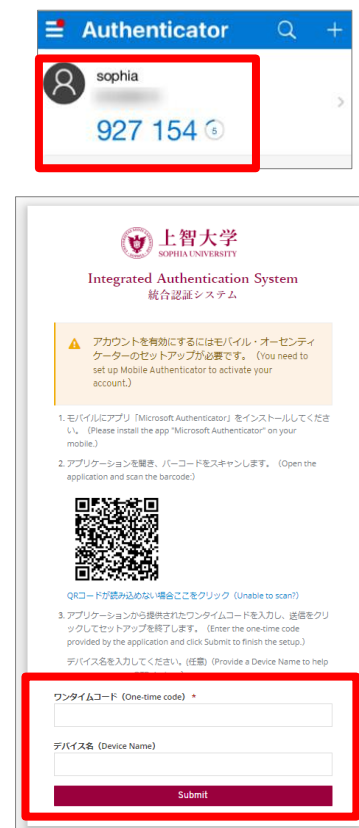 Authenticator
sophia
927 154 5
上智大学
SOPHIA UNIVERSITY
Integrated Authentication System
統合認証システム
アカウントを有効にするにはモバイル・オーセンティ
ケーターのセットアップが必要です。（You need to
set up Mobile Authenticator to activate your
account.）
1. モバイルにアプリ「Microsoft Authenticator」をインストールしてくださ
い。（Please install the app "Microsoft Authenticator" on your
mobile.）
2. アプリケーションを開き、バーコードをスキャンします。（Open the
application and scan the barcode:）
QRコードが読み込めない場合ここをクリック（Unable to scan?）
3. アプリケーションから提供されたワンタイムコードを入力し、送信をクリ
ックしてセットアップを終了します。（Enter the one-time code
provided by the application and click Submit to finish the setup.）
デバイス名を入力してください。(任意)（Provide a Device Name to help
ワンタイムコード（One-time code） *
デバイス名（Device Name）
Submit